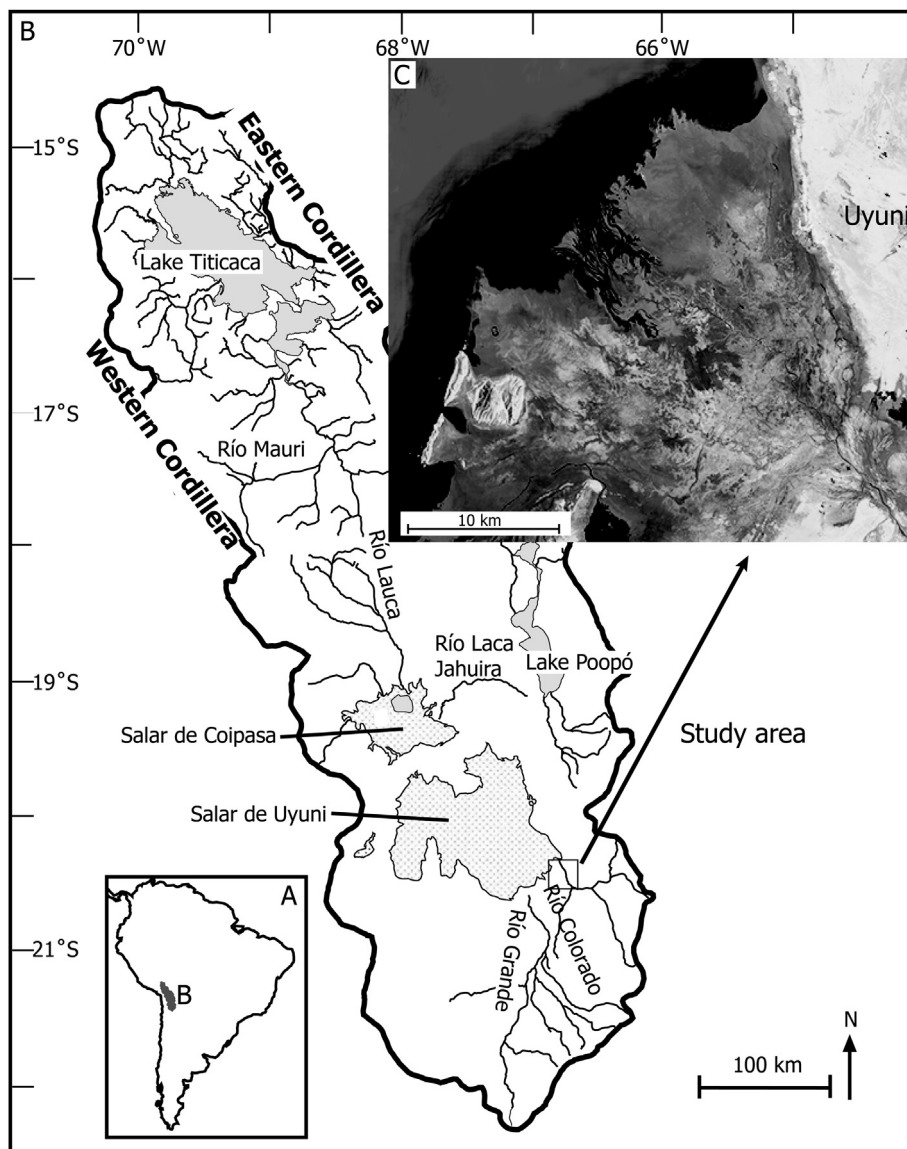 B
70°W
68°W
66°W
C
15°S
Eastern Cordillera
Uyuni
Lake Titicaca
Western Cordillera
17°S
Río Mauri
10 km
Río Lauca
Río Laca
Jahuira
Lake Poopó
19°S
Salar de Coipasa
Study area
Salar de Uyuni
A
B
21°S
Río Grande
Río Colorado
N
100 km